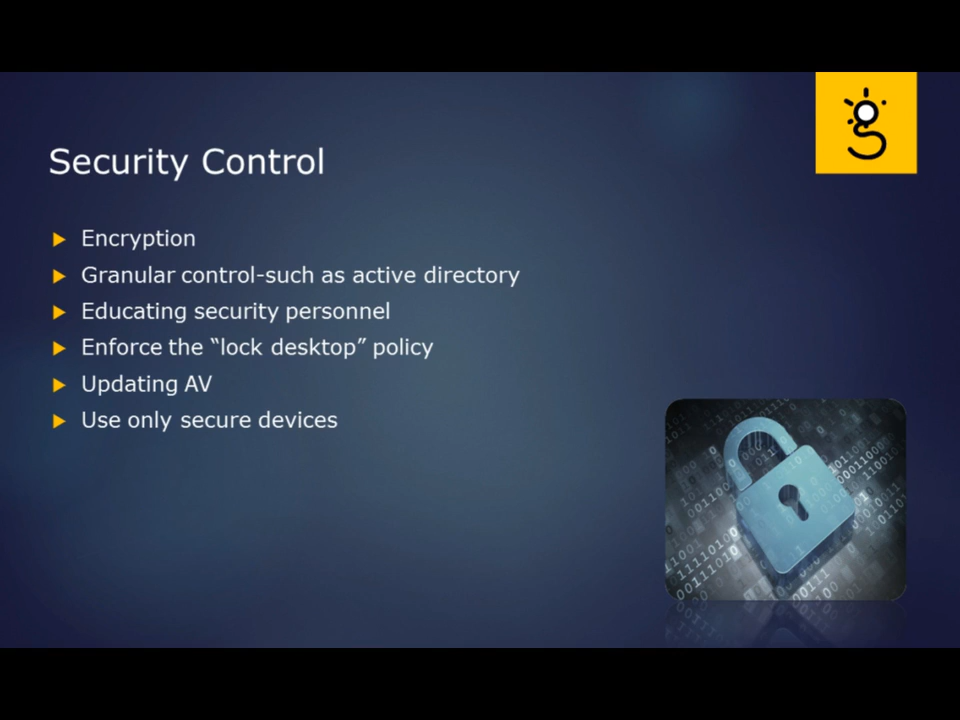 Security Control
Encryption
Granular control-such as active directory
Educating security personnel
Enforce the “lock desktop” policy
Updating AV
Use only secure devices